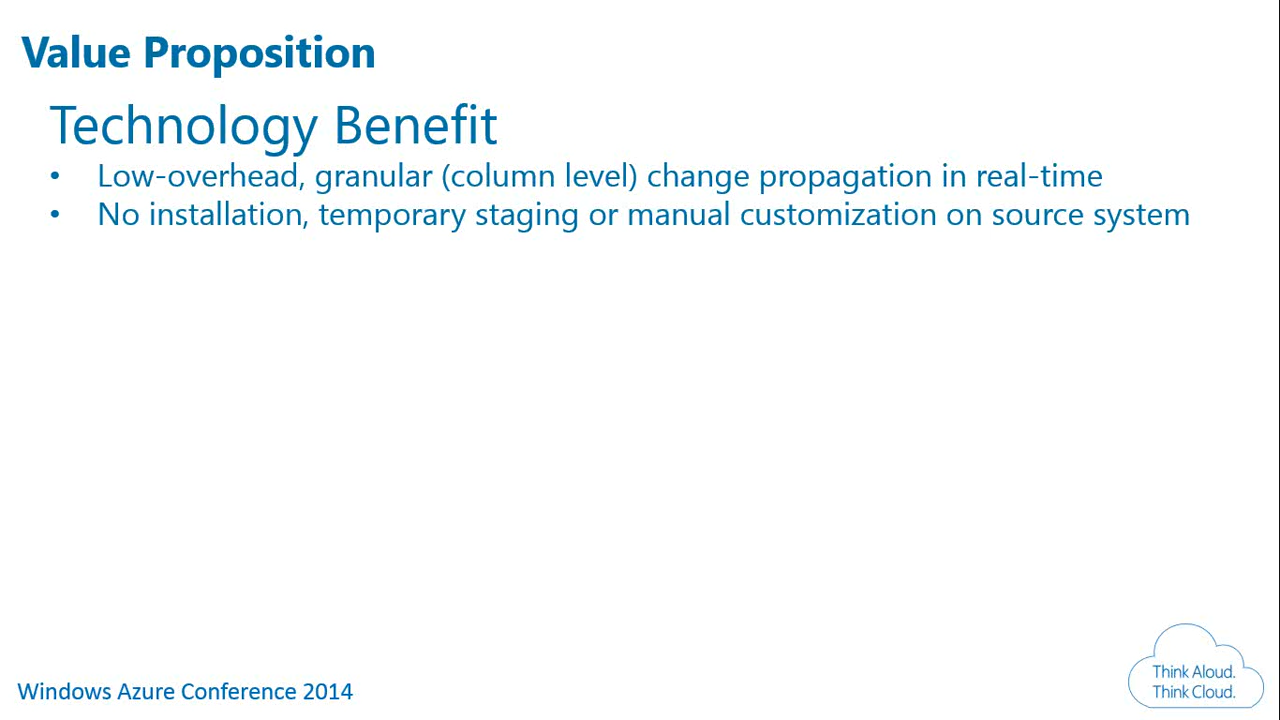 Value Proposition
Technology Benefit
• Low-overhead, granular (column level) change propagation in real-time
• No installation, temporary staging or manual customization on source system
Windows Azure Conference 2014
Think Aloud.
Think Cloud.